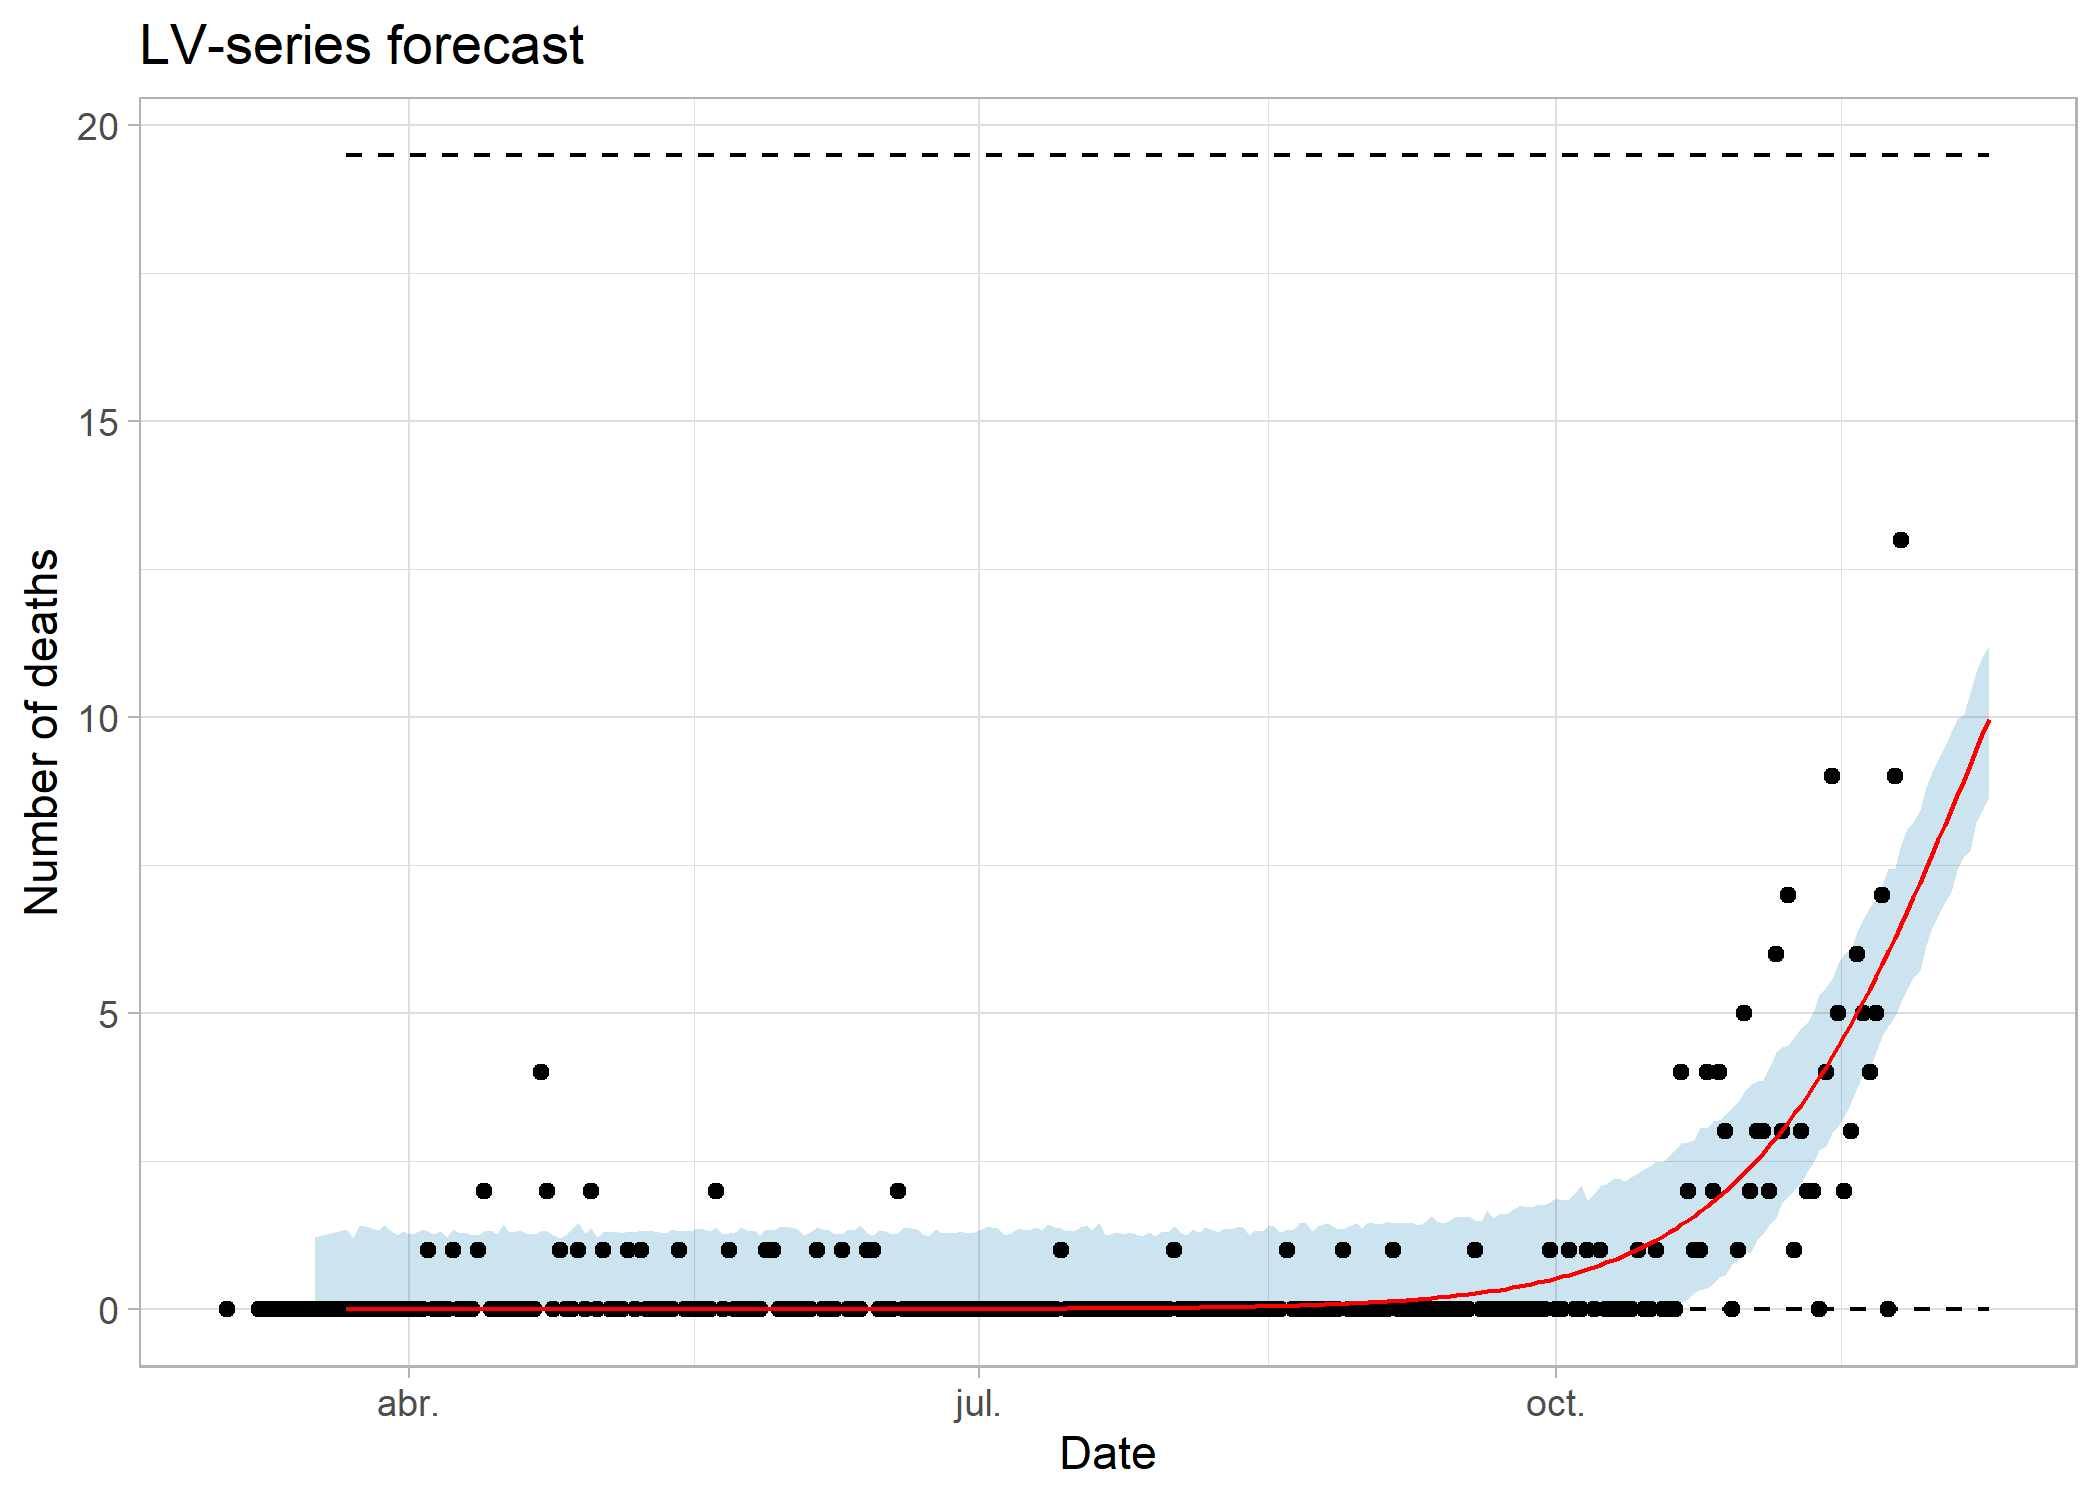 LV-series forecast
20
15
10
5
0
Number of deaths
abr.
jul.
oct.
Date